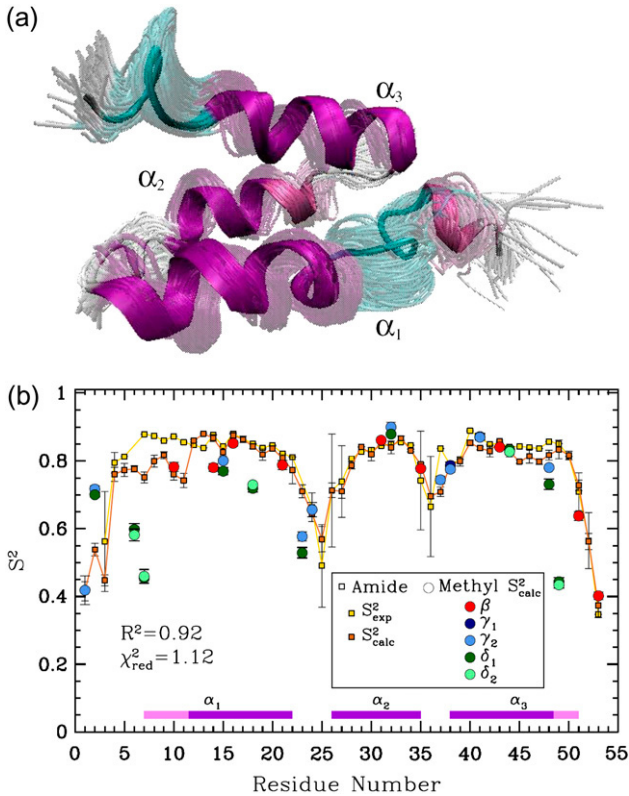 (a)
α3
α2
α1
(b)
1
0.8
0.6
0.4
0.2
0
S²
R²=0.92
χ²red=1.12
Amide Methyl S²calc
S²exp
S²calc
β
γ1
γ2
δ1
δ2
α1 α2 α3
0 5 10 15 20 25 30 35 40 45 50 55
Residue Number